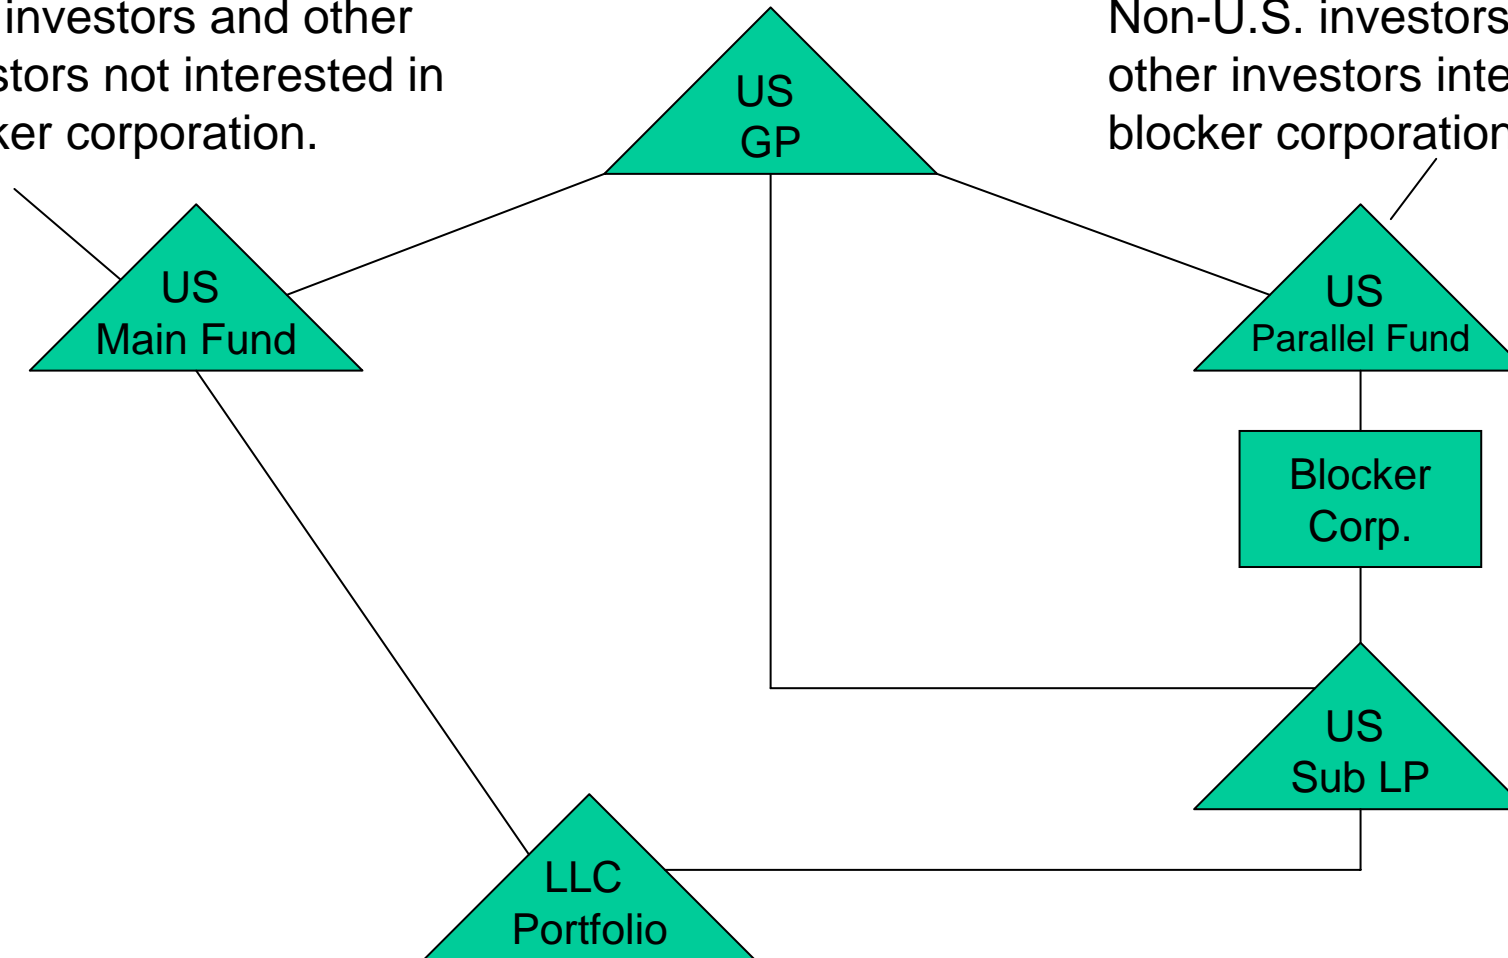 investors and other
stors not interested in
ker corporation.
US
GP
Non-U.S. investors
other investors inte
blocker corporation
US
Main Fund
US
Parallel Fund
Blocker
Corp.
US
Sub LP
LLC
Portfolio